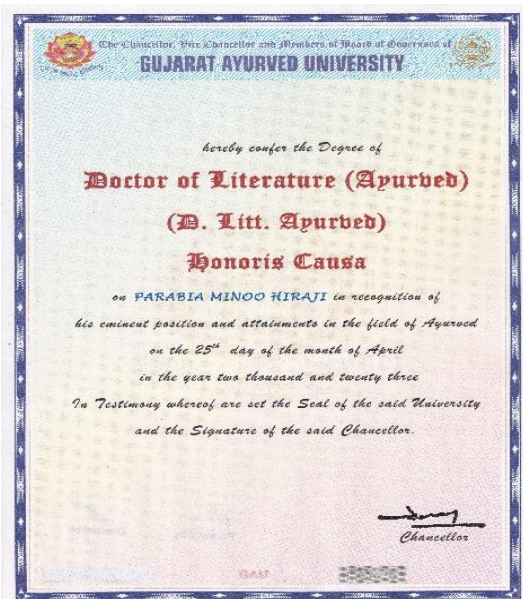 The Chancellor, Vice Chancellor and Members of Board of Governors of
GUJARAT AYURVED UNIVERSITY
hereby confer the Degree of
Doctor of Literature (Ayurved)
(D. Litt. Ayurved)
Honoris Causa
on PARABIA MINOO HIRAJI in recognition of
his eminent position and attainments in the field of Ayurved
on the 25th day of the month of April
in the year two thousand and twenty three
In Testimony whereof are set the Seal of the said University
and the Signature of the said Chancellor.
Chancellor
GAU